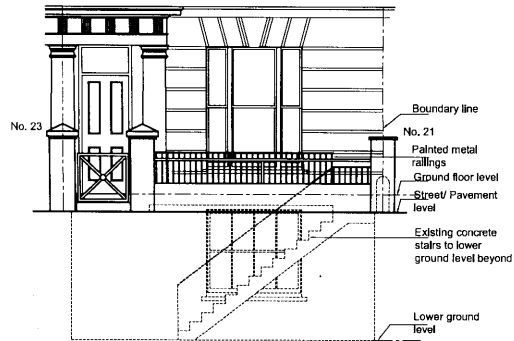 Boundary line
No. 23
No. 21
Painted metal
railings
Ground floor level
Street/ Pavement
level
Existing concrete
stairs to lower
ground level beyond
Lower ground
level